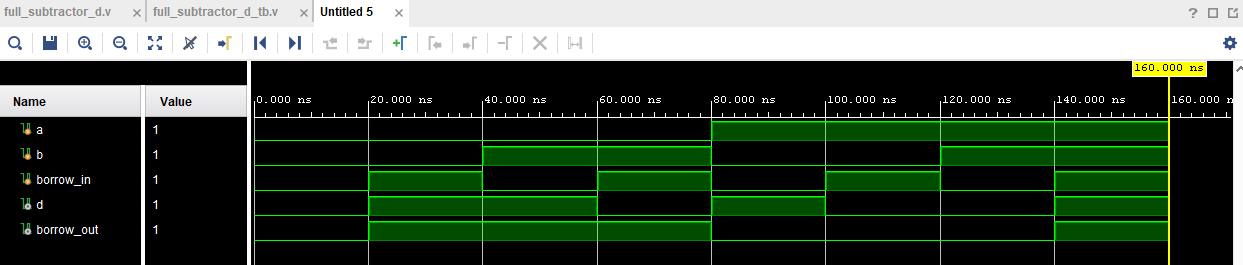 full_subtractor_d.v × full_subtractor_d_tb.v × Untitled 5 ×
?
160.000 ns
Name Value 0.000 ns 20.000 ns 40.000 ns 60.000 ns 80.000 ns 100.000 ns 120.000 ns 140.000 ns 160.000 n
a 1
b 1
borrow_in 1
d 1
borrow_out 1